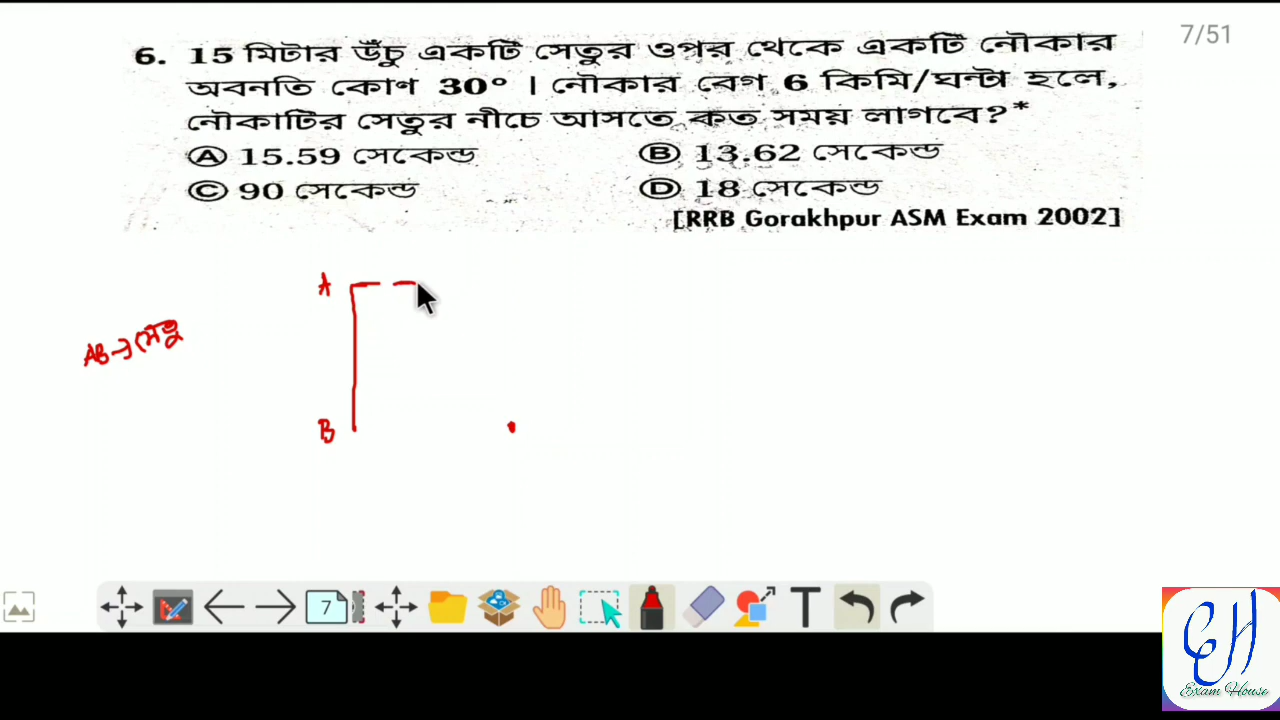 7/51
6. 15 মিটার উঁচু একটি সেতুর ওপর থেকে একটি নৌকার
অবনতি কোণ 30° । নৌকার বেগ 6 কিমি/ঘন্টা হলে,
নৌকাটির সেতুর নীচে আসতে কত সময় লাগবে?*
Ⓐ 15.59 সেকেন্ড Ⓑ 13.62 সেকেন্ড
Ⓒ 90 সেকেন্ড Ⓓ 18 সেকেন্ড
[RRB Gorakhpur ASM Exam 2002]
A
AB→সেতু
B
7
T
EH
Exam House